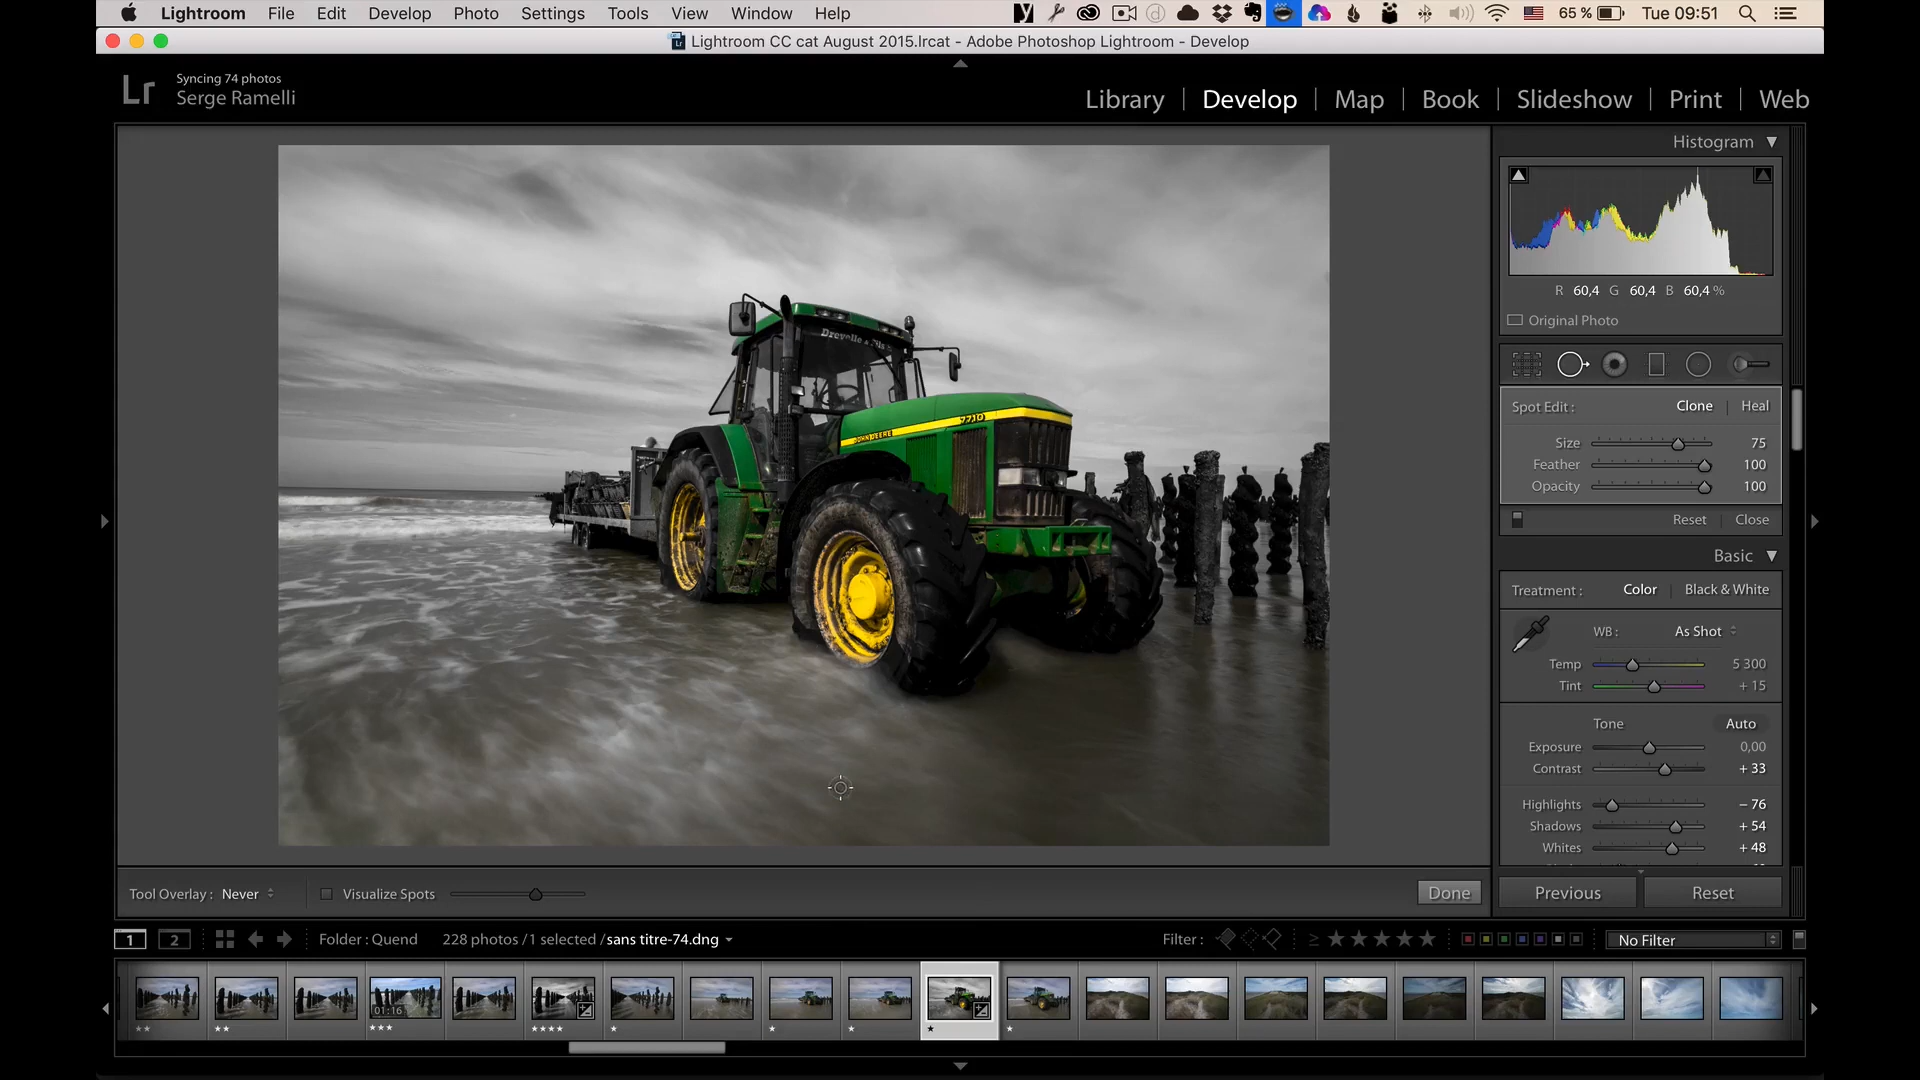 Lightroom File Edit Develop Photo Settings Tools View Window Help 65 % Tue 09:51
Lightroom CC cat August 2015.lrcat - Adobe Photoshop Lightroom - Develop
Lr Syncing 74 photos
Serge Ramelli
Library | Develop | Map | Book | Slideshow | Print | Web
Histogram
R 60,4 G 60,4 B 60,4 %
Original Photo
Spot Edit : Clone | Heal
Size 75
Feather 100
Opacity 100
Reset | Close
Basic
Treatment : Color | Black & White
WB : As Shot
Temp 5 300
Tint + 15
Tone Auto
Exposure 0,00
Contrast + 33
Highlights − 76
Shadows + 54
Whites + 48
Previous Reset
JOHN DEERE 7710
Tool Overlay : Never Visualize Spots Done
1 2 Folder : Quend 228 photos / 1 selected / sans titre-74.dng Filter : ≥ No Filter
01:16